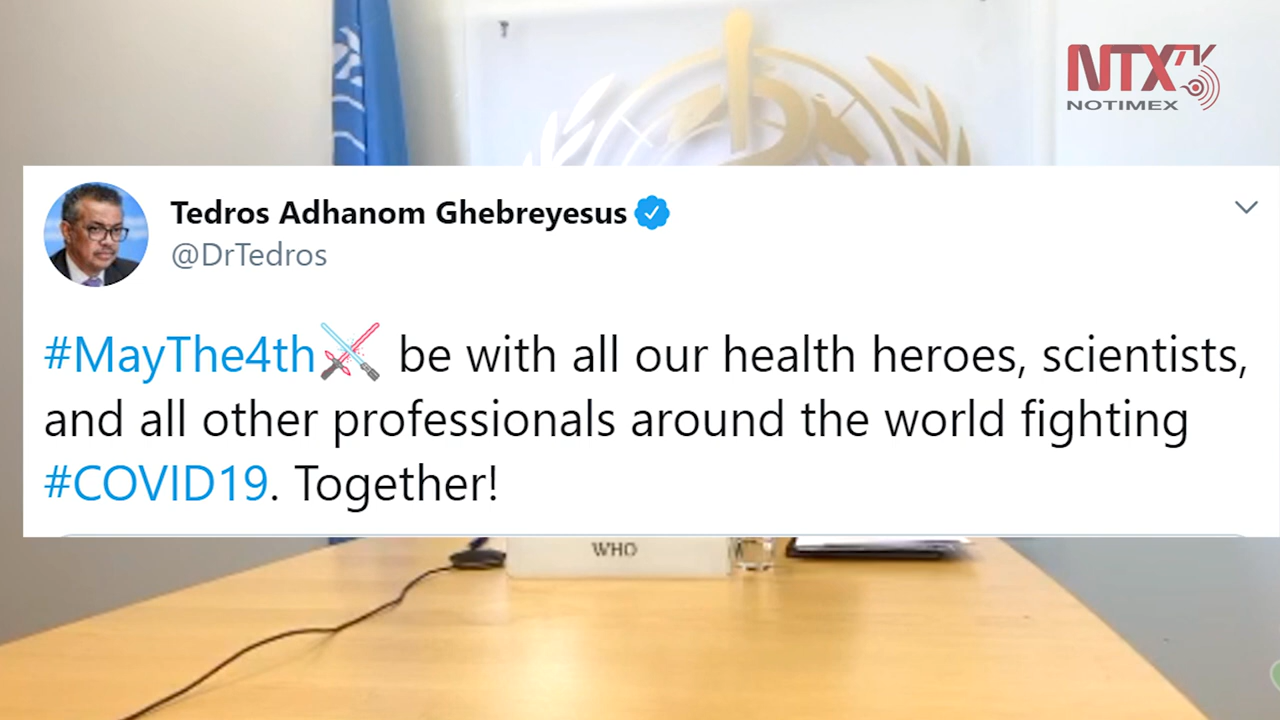 NTX TV
NOTIMEX
Tedros Adhanom Ghebreyesus
@DrTedros
#MayThe4th be with all our health heroes, scientists,
and all other professionals around the world fighting
#COVID19. Together!
WHO